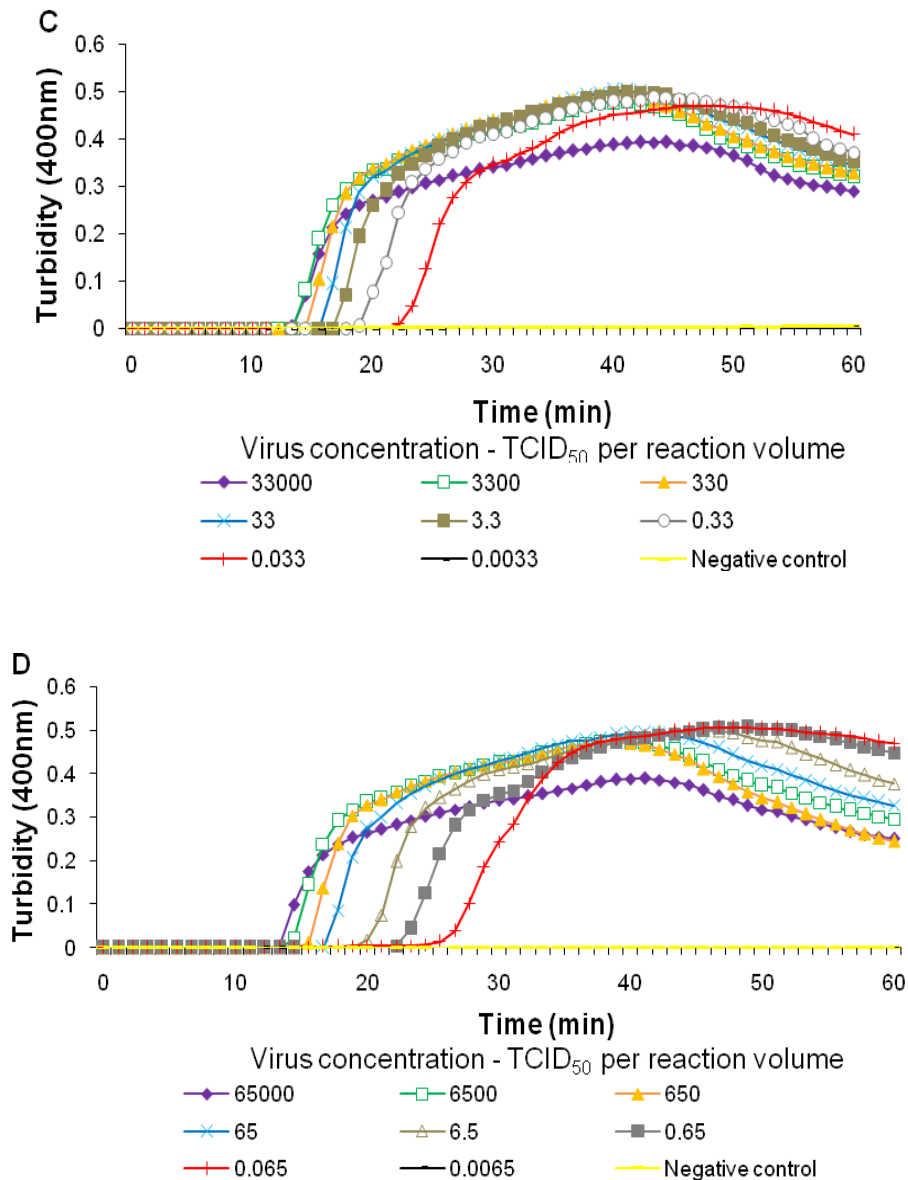 C
Turbidity (400nm)
0.6
0.5
0.4
0.3
0.2
0.1
0
0 10 20 30 40 50 60
Time (min)
Virus concentration - TCID50 per reaction volume
33000 3300 330
33 3.3 0.33
0.033 0.0033 Negative control
D
Turbidity (400nm)
0.6
0.5
0.4
0.3
0.2
0.1
0
0 10 20 30 40 50 60
Time (min)
Virus concentration - TCID50 per reaction volume
65000 6500 650
65 6.5 0.65
0.065 0.0065 Negative control